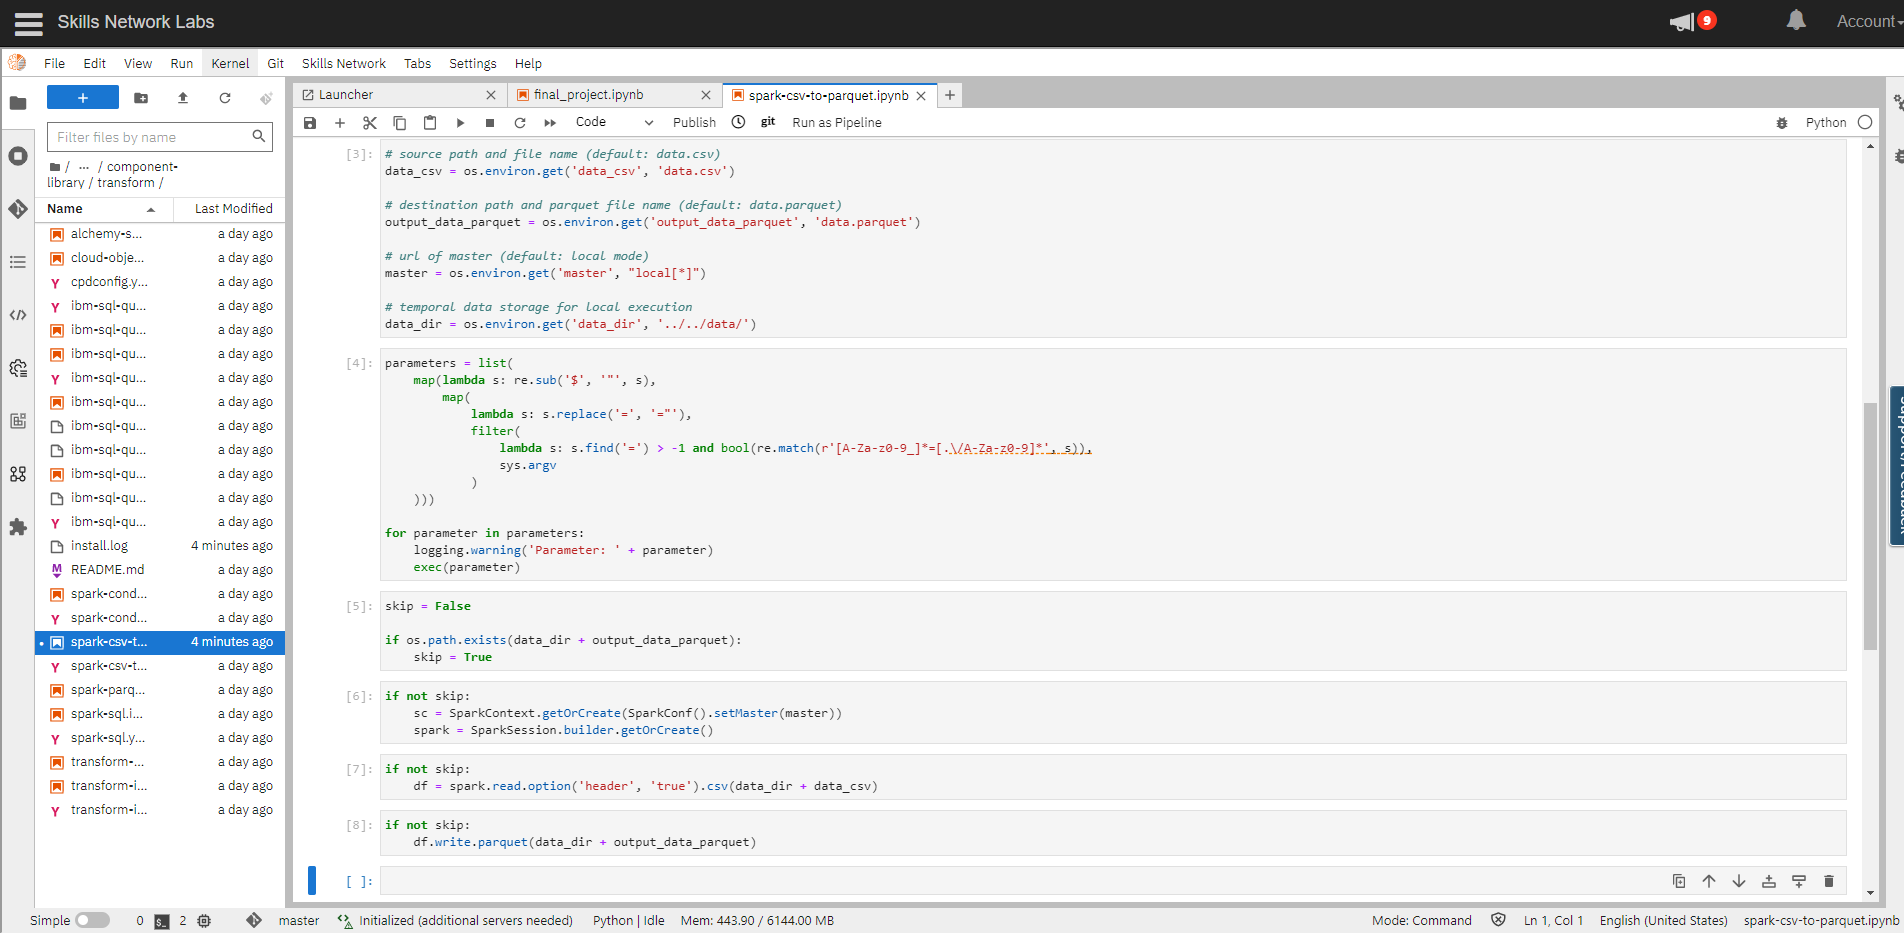 Skills Network Labs
9
Account
File Edit View Run Kernel Git Skills Network Tabs Settings Help
+
Filter files by name
/ ... / component-
library / transform /
Name Last Modified
alchemy-s... a day ago
cloud-obje... a day ago
cpdconfig.y... a day ago
ibm-sql-qu... a day ago
ibm-sql-qu... a day ago
ibm-sql-qu... a day ago
ibm-sql-qu... a day ago
ibm-sql-qu... a day ago
ibm-sql-qu... a day ago
ibm-sql-qu... a day ago
ibm-sql-qu... a day ago
ibm-sql-qu... a day ago
ibm-sql-qu... a day ago
install.log 4 minutes ago
README.md a day ago
spark-cond... a day ago
spark-cond... a day ago
spark-csv-t... 4 minutes ago
spark-csv-t... a day ago
spark-parq... a day ago
spark-sql.i... a day ago
spark-sql.y... a day ago
transform-... a day ago
transform-i... a day ago
transform-i... a day ago
Launcher final_project.ipynb spark-csv-to-parquet.ipynb
Code Publish git Run as Pipeline Python
[3]: # source path and file name (default: data.csv)
data_csv = os.environ.get('data_csv', 'data.csv')
# destination path and parquet file name (default: data.parquet)
output_data_parquet = os.environ.get('output_data_parquet', 'data.parquet')
# url of master (default: local mode)
master = os.environ.get('master', "local[*]")
# temporal data storage for local execution
data_dir = os.environ.get('data_dir', '../../data/')
[4]: parameters = list(
map(lambda s: re.sub('$', '"', s),
map(
lambda s: s.replace('=', '="'),
filter(
lambda s: s.find('=') > -1 and bool(re.match(r'[A-Za-z0-9_]*=[.\/A-Za-z0-9]*', s)),
sys.argv
)
)))
for parameter in parameters:
logging.warning('Parameter: ' + parameter)
exec(parameter)
[5]: skip = False
if os.path.exists(data_dir + output_data_parquet):
skip = True
[6]: if not skip:
sc = SparkContext.getOrCreate(SparkConf().setMaster(master))
spark = SparkSession.builder.getOrCreate()
[7]: if not skip:
df = spark.read.option('header', 'true').csv(data_dir + data_csv)
[8]: if not skip:
df.write.parquet(data_dir + output_data_parquet)
[ ]:
Support/Feedback
Simple 0 2 master Initialized (additional servers needed) Python | Idle Mem: 443.90 / 6144.00 MB Mode: Command Ln 1, Col 1 English (United States) spark-csv-to-parquet.ipynb